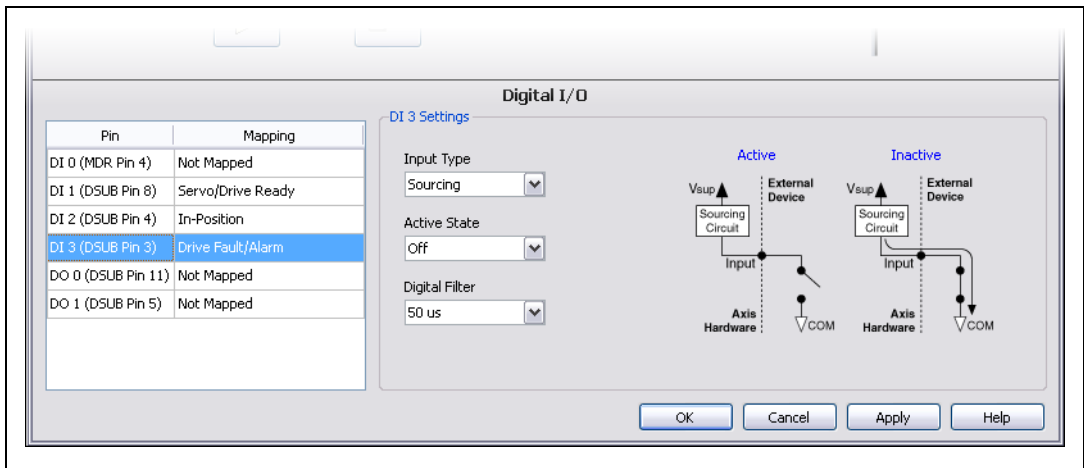 Digital I/O
Pin Mapping
DI 0 (MDR Pin 4) Not Mapped
DI 1 (DSUB Pin 8) Servo/Drive Ready
DI 2 (DSUB Pin 4) In-Position
DI 3 (DSUB Pin 3) Drive Fault/Alarm
DO 0 (DSUB Pin 11) Not Mapped
DO 1 (DSUB Pin 5) Not Mapped
DI 3 Settings
Input Type
Sourcing
Active State
Off
Digital Filter
50 us
Active
Vsup
External
Device
Sourcing
Circuit
Input
Axis
Hardware
COM
Inactive
Vsup
External
Device
Sourcing
Circuit
Input
Axis
Hardware
COM
OK Cancel Apply Help